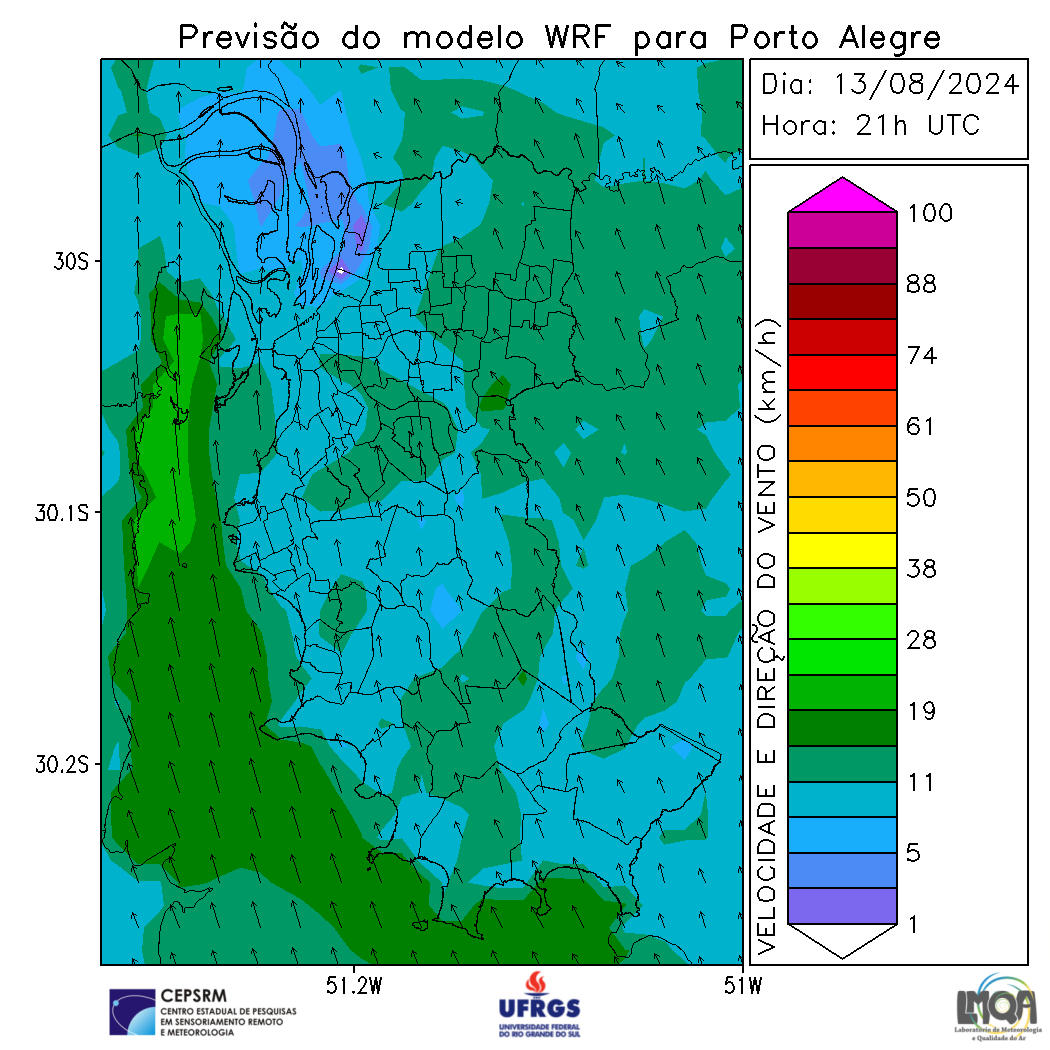 Previsão do modelo WRF para Porto Alegre
Dia: 13/08/2024
Hora: 21h UTC
30S
30.1S
30.2S
51.2W
51W
VELOCIDADE E DIREÇÃO DO VENTO (km/h)
100
88
74
61
50
38
28
19
11
5
1
CEPSRM
CENTRO ESTADUAL DE PESQUISAS
EM SENSORIAMENTO REMOTO
E METEOROLOGIA
UFRGS
UNIVERSIDADE FEDERAL
DO RIO GRANDE DO SUL
LMQA
Laboratório de Meteorologia
e Qualidade do Ar